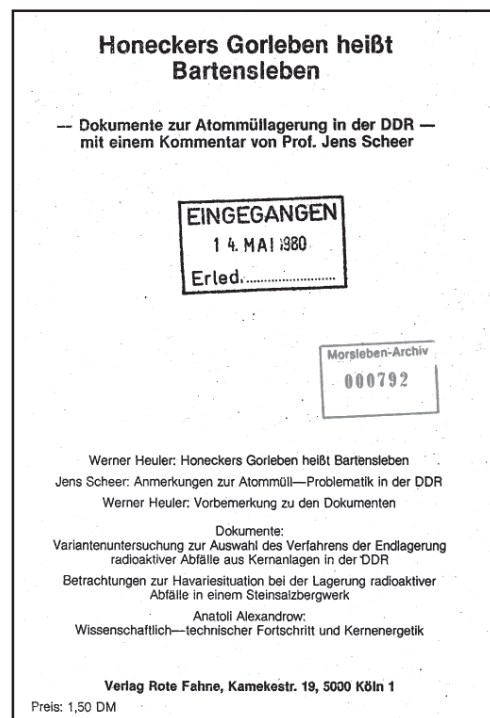 Honeckers Gorleben heißt
Bartensleben
— Dokumente zur Atommüllagerung in der DDR —
mit einem Kommentar von Prof. Jens Scheer
EINGEGANGEN
1 4. MAI 1980
Erled.
Morsleben-Archiv
000792
Werner Heuler: Honeckers Gorleben heißt Bartensleben
Jens Scheer: Anmerkungen zur Atommüll—Problematik in der DDR
Werner Heuler: Vorbemerkung zu den Dokumenten
Dokumente:
Variantenuntersuchung zur Auswahl des Verfahrens der Endlagerung
radioaktiver Abfälle aus Kernanlagen in der DDR
Betrachtungen zur Havariesituation bei der Lagerung radioaktiver
Abfälle in einem Steinsalzbergwerk
Anatoli Alexandrow:
Wissenschaftlich—technischer Fortschritt und Kernenergetik
Verlag Rote Fahne, Kamekestr. 19, 5000 Köln 1
Preis: 1,50 DM